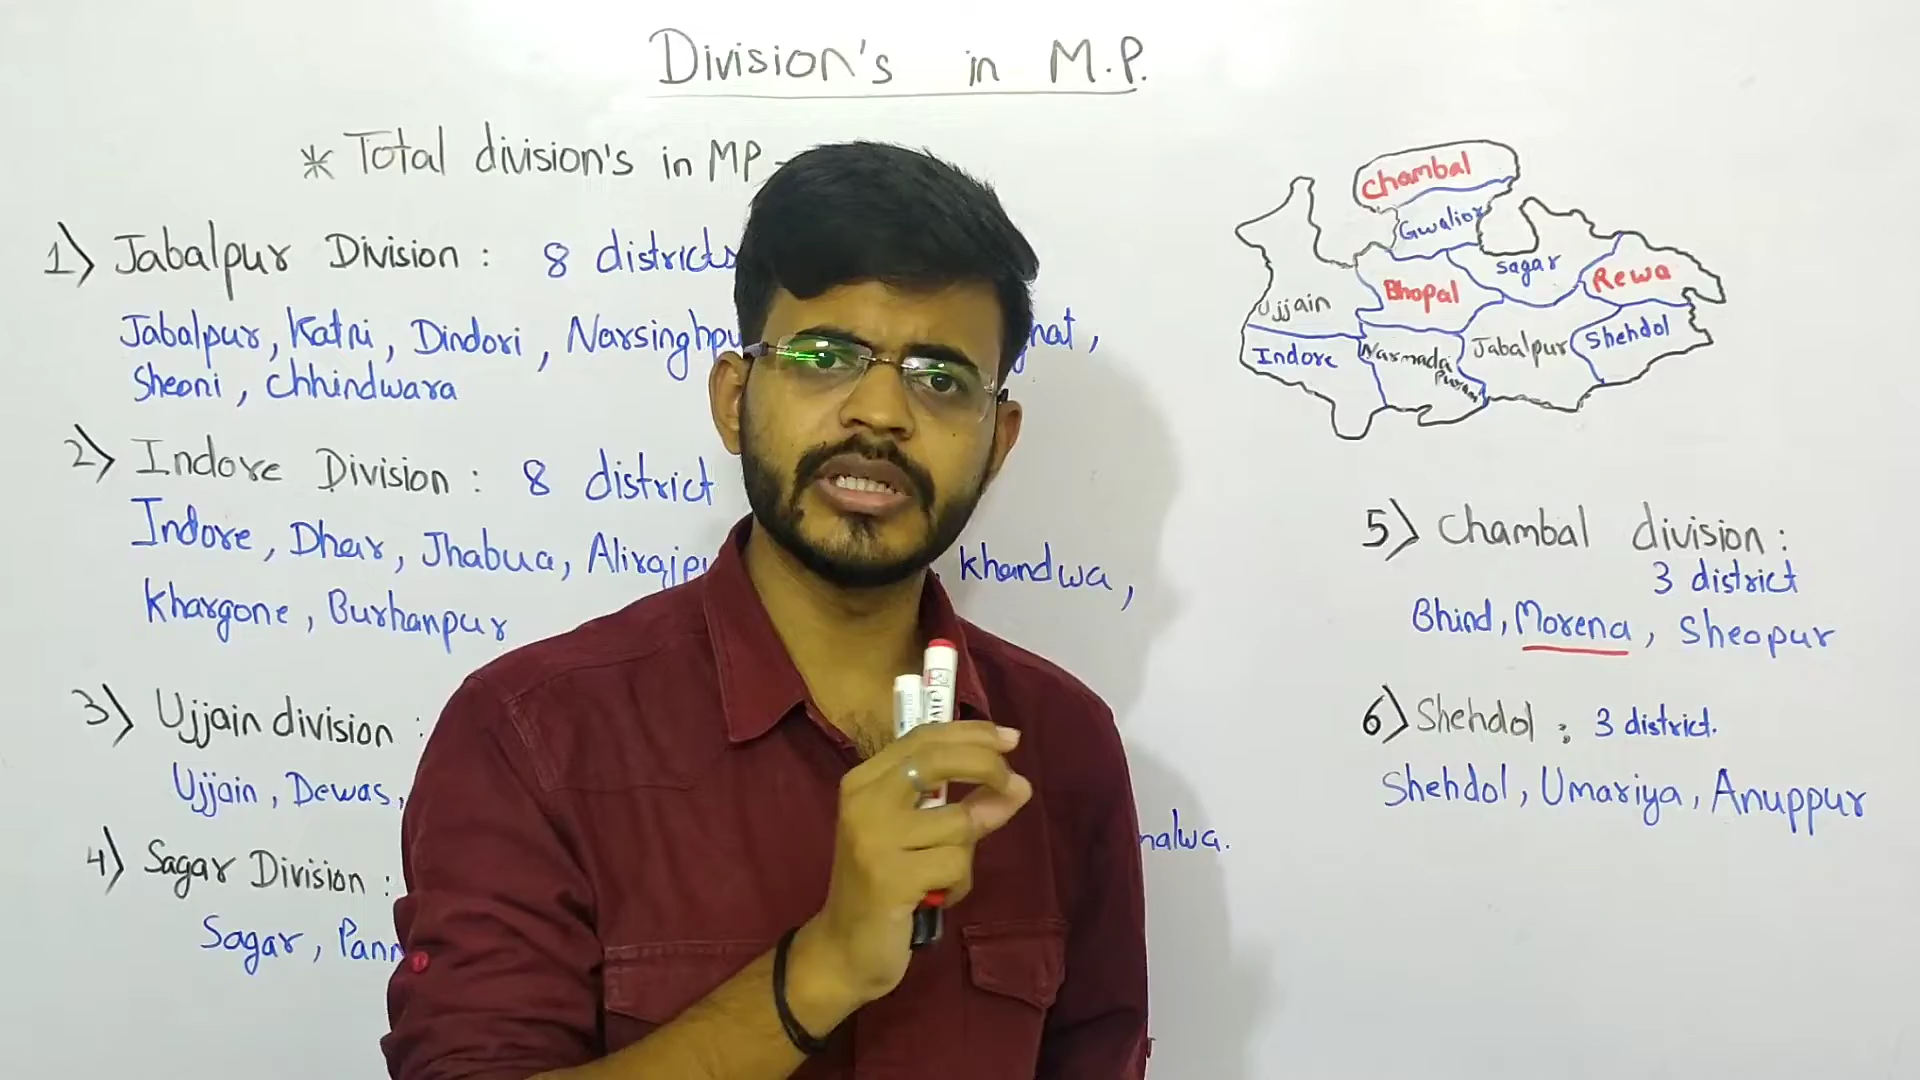 Division's in M.P.
* Total division's in MP -
1) Jabalpur Division : 8 districts
Jabalpur, Katni, Dindori, Narsinghpu
Sheoni, Chhindwara
2) Indore Division : 8 district
Indore, Dhar, Jhabua, Alirajpu khandwa,
khargone, Burhanpur
3) Ujjain division :
Ujjain, Dewas, malwa.
4) Sagar Division :
Sagar, Pann
Chambal
Gwalior
Sagar
Rewa
Bhopal
Ujjain
Indore
Narmada
Puram
Jabalpur
Shehdol
5) Chambal division :
3 district
Bhind, Morena, Sheopur
6) Shehdol : 3 district.
Shehdol, Umariya, Anuppur